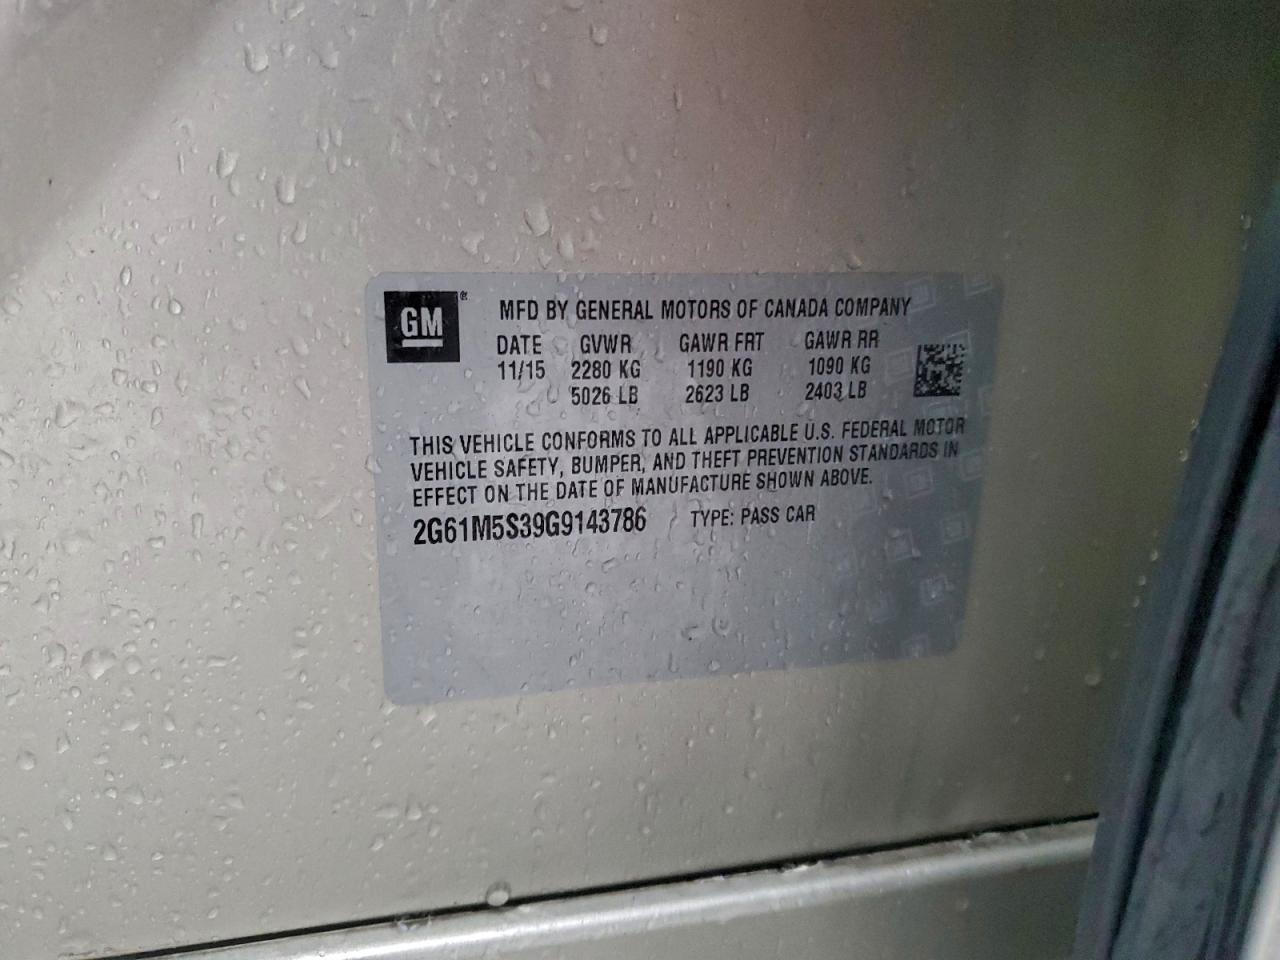 GM®
MFD BY GENERAL MOTORS OF CANADA COMPANY
DATE GVWR GAWR FRT GAWR RR
11/15 2280 KG 1190 KG 1090 KG
5026 LB 2623 LB 2403 LB
THIS VEHICLE CONFORMS TO ALL APPLICABLE U.S. FEDERAL MOTOR
VEHICLE SAFETY, BUMPER, AND THEFT PREVENTION STANDARDS IN
EFFECT ON THE DATE OF MANUFACTURE SHOWN ABOVE.
2G61M5S39G9143786 TYPE: PASS CAR